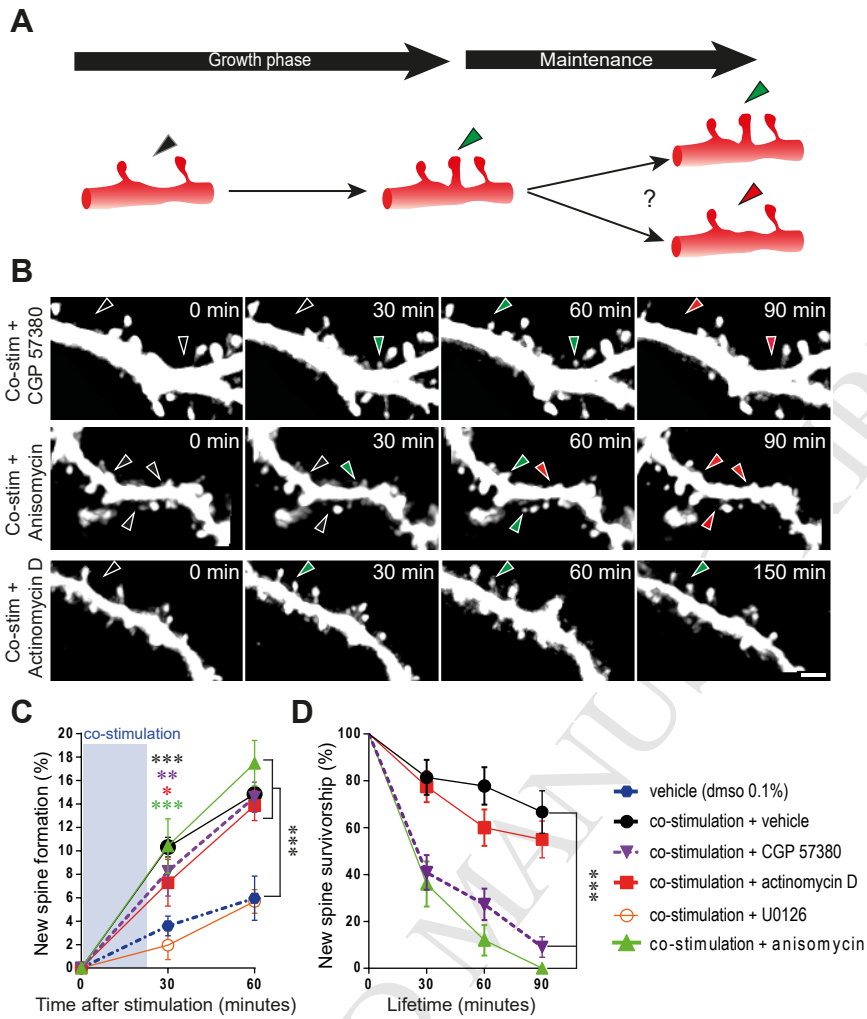 A
Growth phase
Maintenance
?
B
Co-stim +
CGP 57380
0 min
30 min
60 min
90 min
Co-stim +
Anisomycin
0 min
30 min
60 min
90 min
Co-stim +
Actinomycin D
0 min
30 min
60 min
150 min
C
New spine formation (%)
20
18
16
14
12
10
8
6
4
2
0
co-stimulation
***
**
*
***
***
0
30
60
Time after stimulation (minutes)
D
New spine survivorship (%)
100
80
60
40
20
0
***
0
30
60
90
Lifetime (minutes)
vehicle (dmso 0.1%)
co-stimulation + vehicle
co-stimulation + CGP 57380
co-stimulation + actinomycin D
co-stimulation + U0126
co-stimulation + anisomycin